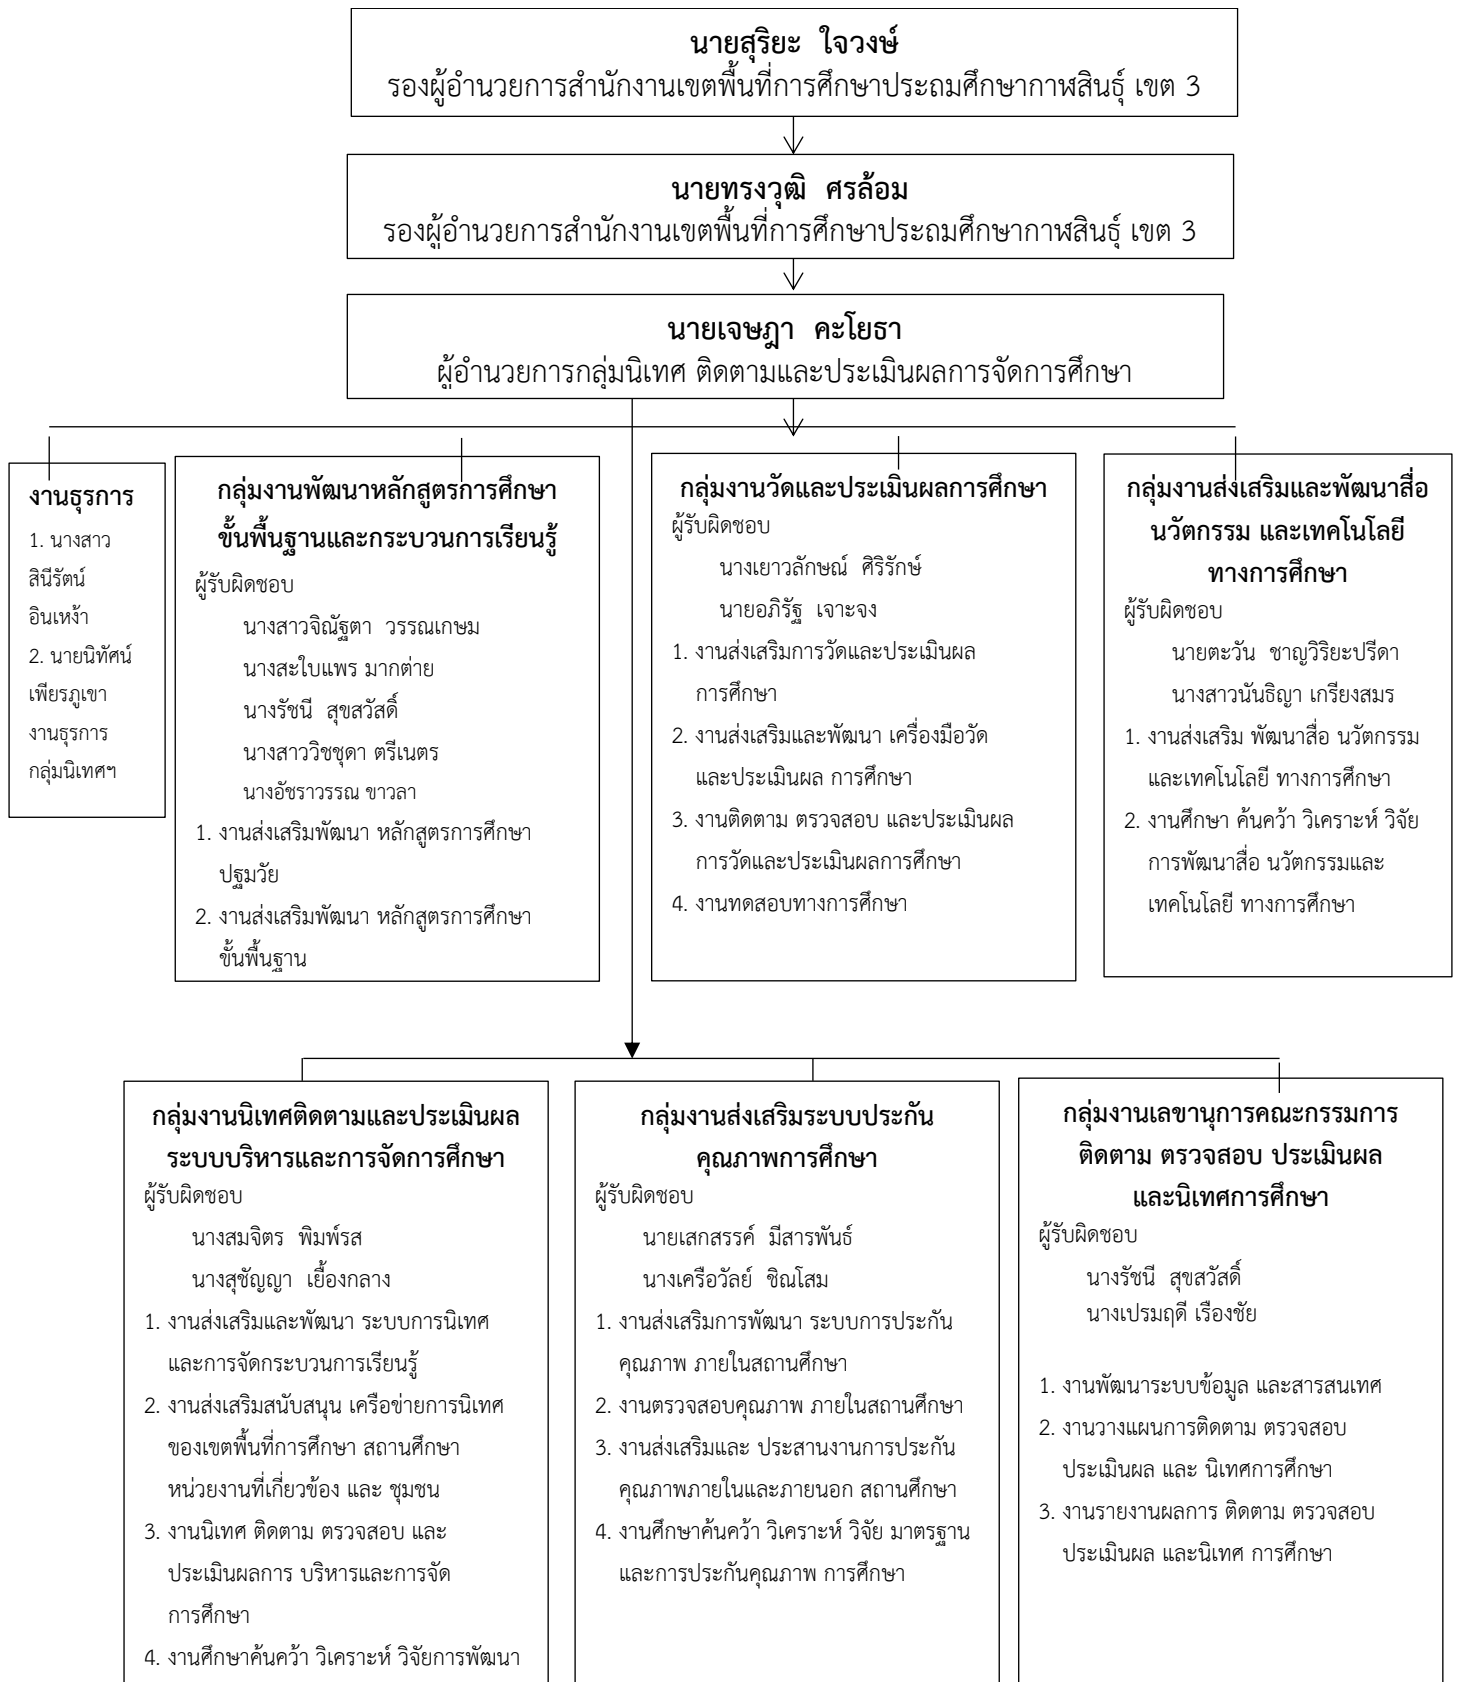 นายสุริยะ ใจวงษ์
รองผู้อำนวยการสำนักงานเขตพื้นที่การศึกษาประถมศึกษากาฬสินธุ์ เขต 3
นายทรงวุฒิ ศรล้อม
รองผู้อำนวยการสำนักงานเขตพื้นที่การศึกษาประถมศึกษากาฬสินธุ์ เขต 3
นายเจษฎา คะโยธา
ผู้อำนวยการกลุ่มนิเทศ ติดตามและประเมินผลการจัดการศึกษา
งานธุรการ
1. นางสาว
สินีรัตน์
อินเหง้า
2. นายนิทัศน์
เพียรภูเขา
งานธุรการ
กลุ่มนิเทศฯ
กลุ่มงานพัฒนาหลักสูตรการศึกษา
ขั้นพื้นฐานและกระบวนการเรียนรู้
ผู้รับผิดชอบ
นางสาวจิณัฐตา วรรณเกษม
นางสะใบแพร มากต่าย
นางรัชนี สุขสวัสดิ์
นางสาววิชชุดา ตรีเนตร
นางอัชราวรรณ ขาวลา
1. งานส่งเสริมพัฒนา หลักสูตรการศึกษา
ปฐมวัย
2. งานส่งเสริมพัฒนา หลักสูตรการศึกษา
ขั้นพื้นฐาน
กลุ่มงานวัดและประเมินผลการศึกษา
ผู้รับผิดชอบ
นางเยาวลักษณ์ ศิริรักษ์
นายอภิรัฐ เจาะจง
1. งานส่งเสริมการวัดและประเมินผล
การศึกษา
2. งานส่งเสริมและพัฒนา เครื่องมือวัด
และประเมินผล การศึกษา
3. งานติดตาม ตรวจสอบ และประเมินผล
การวัดและประเมินผลการศึกษา
4. งานทดสอบทางการศึกษา
กลุ่มงานส่งเสริมและพัฒนาสื่อ
นวัตกรรม และเทคโนโลยี
ทางการศึกษา
ผู้รับผิดชอบ
นายตะวัน ชาญวิริยะปรีดา
นางสาวนันธิญา เกรียงสมร
1. งานส่งเสริม พัฒนาสื่อ นวัตกรรม
และเทคโนโลยี ทางการศึกษา
2. งานศึกษา ค้นคว้า วิเคราะห์ วิจัย
การพัฒนาสื่อ นวัตกรรมและ
เทคโนโลยี ทางการศึกษา
กลุ่มงานนิเทศติดตามและประเมินผล
ระบบบริหารและการจัดการศึกษา
ผู้รับผิดชอบ
นางสมจิตร พิมพ์รส
นางสุชัญญา เยื้องกลาง
1. งานส่งเสริมและพัฒนา ระบบการนิเทศ
และการจัดกระบวนการเรียนรู้
2. งานส่งเสริมสนับสนุน เครือข่ายการนิเทศ
ของเขตพื้นที่การศึกษา สถานศึกษา
หน่วยงานที่เกี่ยวข้อง และ ชุมชน
3. งานนิเทศ ติดตาม ตรวจสอบ และ
ประเมินผลการ บริหารและการจัด
การศึกษา
4. งานศึกษาค้นคว้า วิเคราะห์ วิจัยการพัฒนา
กลุ่มงานส่งเสริมระบบประกัน
คุณภาพการศึกษา
ผู้รับผิดชอบ
นายเสกสรรค์ มีสารพันธ์
นางเครือวัลย์ ชิณโสม
1. งานส่งเสริมการพัฒนา ระบบการประกัน
คุณภาพ ภายในสถานศึกษา
2. งานตรวจสอบคุณภาพ ภายในสถานศึกษา
3. งานส่งเสริมและ ประสานงานการประกัน
คุณภาพภายในและภายนอก สถานศึกษา
4. งานศึกษาค้นคว้า วิเคราะห์ วิจัย มาตรฐาน
และการประกันคุณภาพ การศึกษา
กลุ่มงานเลขานุการคณะกรรมการ
ติดตาม ตรวจสอบ ประเมินผล
และนิเทศการศึกษา
ผู้รับผิดชอบ
นางรัชนี สุขสวัสดิ์
นางเปรมฤดี เรืองชัย
1. งานพัฒนาระบบข้อมูล และสารสนเทศ
2. งานวางแผนการติดตาม ตรวจสอบ
ประเมินผล และ นิเทศการศึกษา
3. งานรายงานผลการ ติดตาม ตรวจสอบ
ประเมินผล และนิเทศ การศึกษา